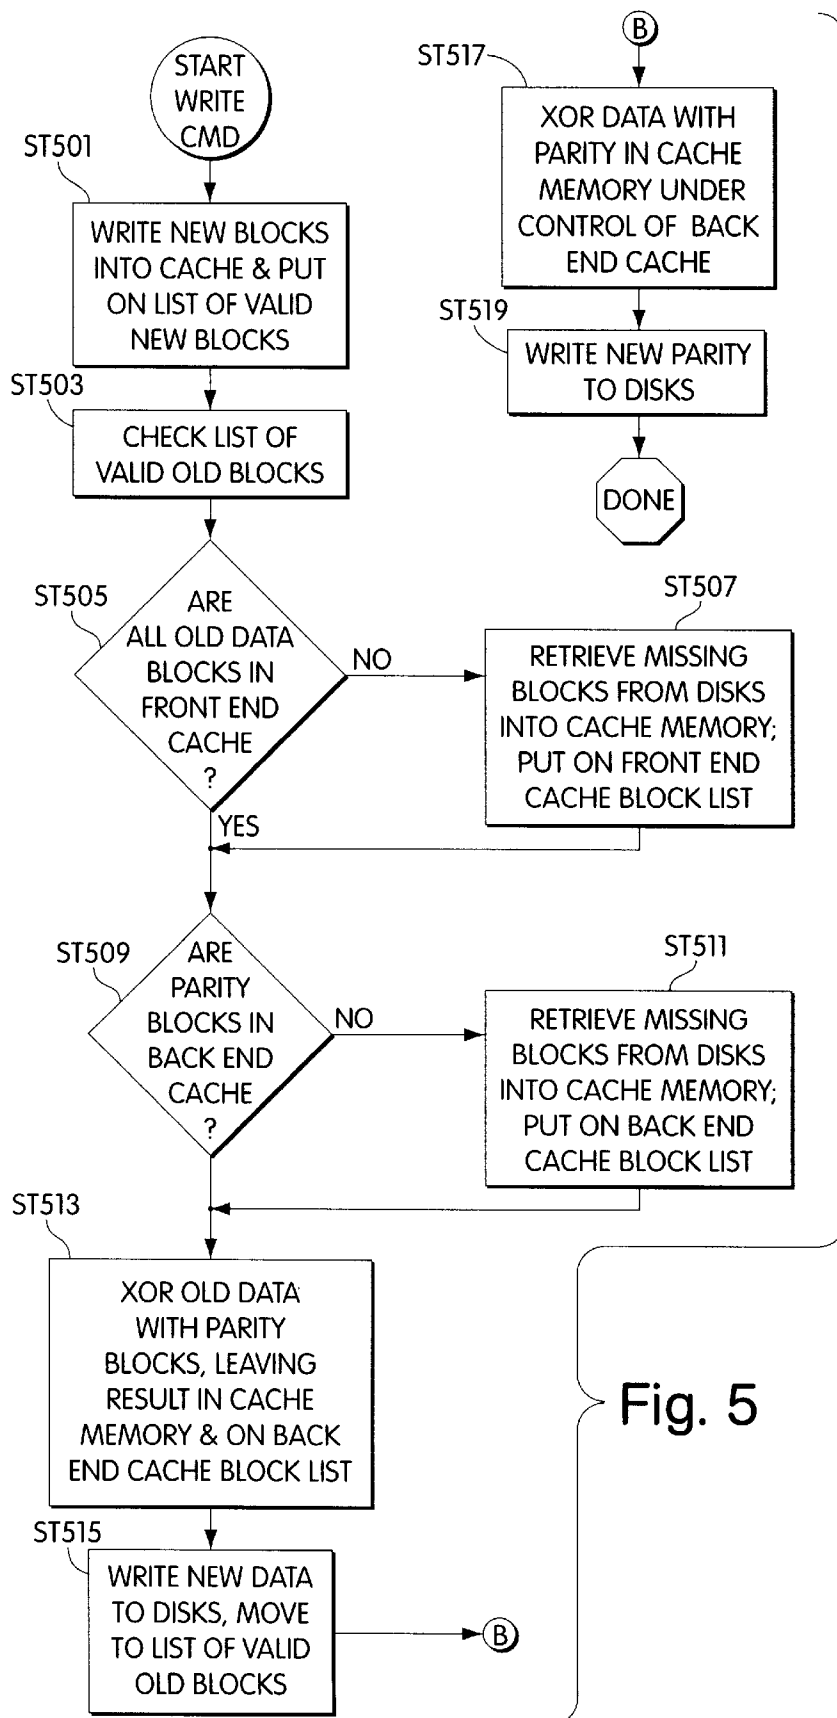 START
WRITE
CMD
ST501
WRITE NEW BLOCKS
INTO CACHE & PUT
ON LIST OF VALID
NEW BLOCKS
ST503
CHECK LIST OF
VALID OLD BLOCKS
ST505
ARE
ALL OLD DATA
BLOCKS IN
FRONT END
CACHE
?
NO
YES
ST507
RETRIEVE MISSING
BLOCKS FROM DISKS
INTO CACHE MEMORY;
PUT ON FRONT END
CACHE BLOCK LIST
ST509
ARE
PARITY
BLOCKS IN
BACK END
CACHE
?
NO
ST511
RETRIEVE MISSING
BLOCKS FROM DISKS
INTO CACHE MEMORY;
PUT ON BACK END
CACHE BLOCK LIST
ST513
XOR OLD DATA
WITH PARITY
BLOCKS, LEAVING
RESULT IN CACHE
MEMORY & ON BACK
END CACHE BLOCK LIST
ST515
WRITE NEW DATA
TO DISKS, MOVE
TO LIST OF VALID
OLD BLOCKS
B
B
ST517
XOR DATA WITH
PARITY IN CACHE
MEMORY UNDER
CONTROL OF BACK
END CACHE
ST519
WRITE NEW PARITY
TO DISKS
DONE
Fig. 5